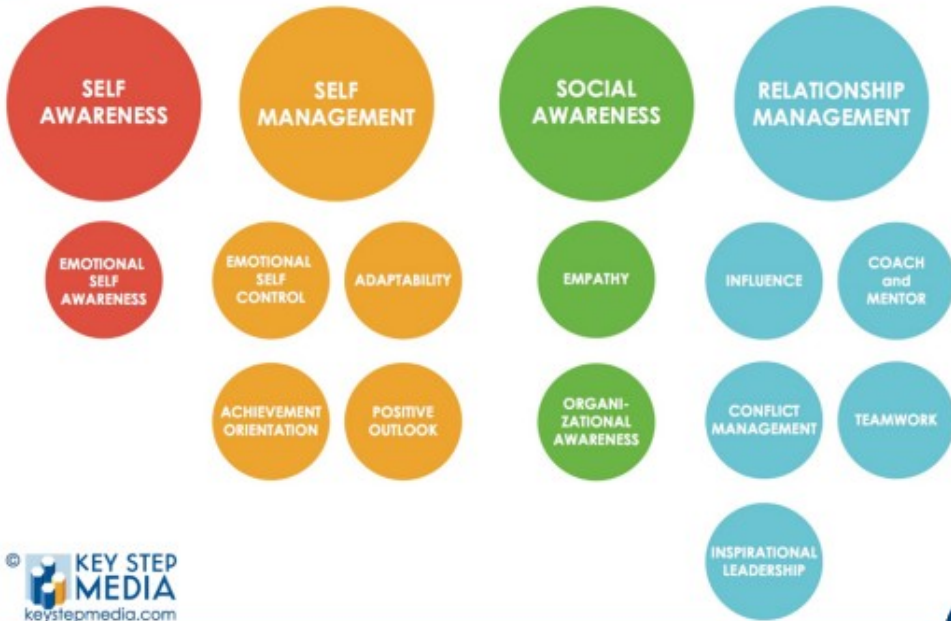 SELF
AWARENESS
SELF
MANAGEMENT
SOCIAL
AWARENESS
RELATIONSHIP
MANAGEMENT
EMOTIONAL
SELF
AWARENESS
EMOTIONAL
SELF
CONTROL
ADAPTABILITY
EMPATHY
INFLUENCE
COACH
and
MENTOR
ACHIEVEMENT
ORIENTATION
POSITIVE
OUTLOOK
ORGANI-
ZATIONAL
AWARENESS
CONFLICT
MANAGEMENT
TEAMWORK
INSPIRATIONAL
LEADERSHIP
© KEY STEP
MEDIA
keystepmedia.com